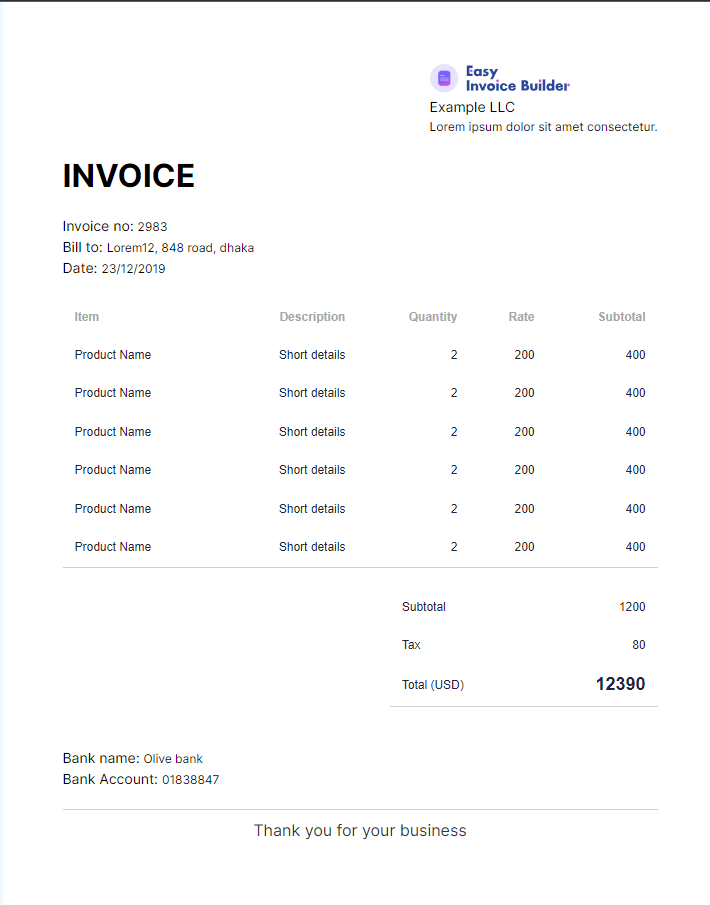 Easy
Invoice Builder
Example LLC
Lorem ipsum dolor sit amet consectetur.
INVOICE
Invoice no: 2983
Bill to: Lorem12, 848 road, dhaka
Date: 23/12/2019
Item Description Quantity Rate Subtotal
Product Name Short details 2 200 400
Product Name Short details 2 200 400
Product Name Short details 2 200 400
Product Name Short details 2 200 400
Product Name Short details 2 200 400
Product Name Short details 2 200 400
Subtotal 1200
Tax 80
Total (USD) 12390
Bank name: Olive bank
Bank Account: 01838847
Thank you for your business